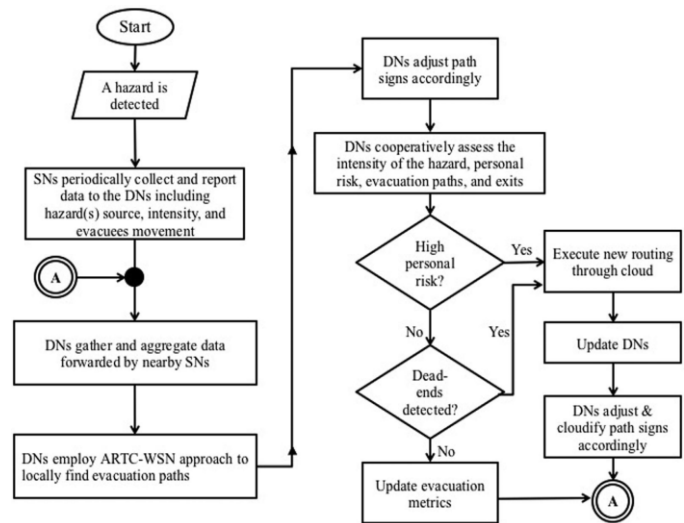 Start
A hazard is
detected
SNs periodically collect and report
data to the DNs including
hazard(s) source, intensity, and
evacuees movement
A
DNs gather and aggregate data
forwarded by nearby SNs
DNs employ ARTC-WSN approach to
locally find evacuation paths
DNs adjust path
signs accordingly
DNs cooperatively assess the
intensity of the hazard, personal
risk, evacuation paths, and exits
High
personal
risk?
Yes
No
Execute new routing
through cloud
Dead-
ends
detected?
Yes
No
Update DNs
DNs adjust &
cloudify path signs
accordingly
Update evacuation
metrics
A